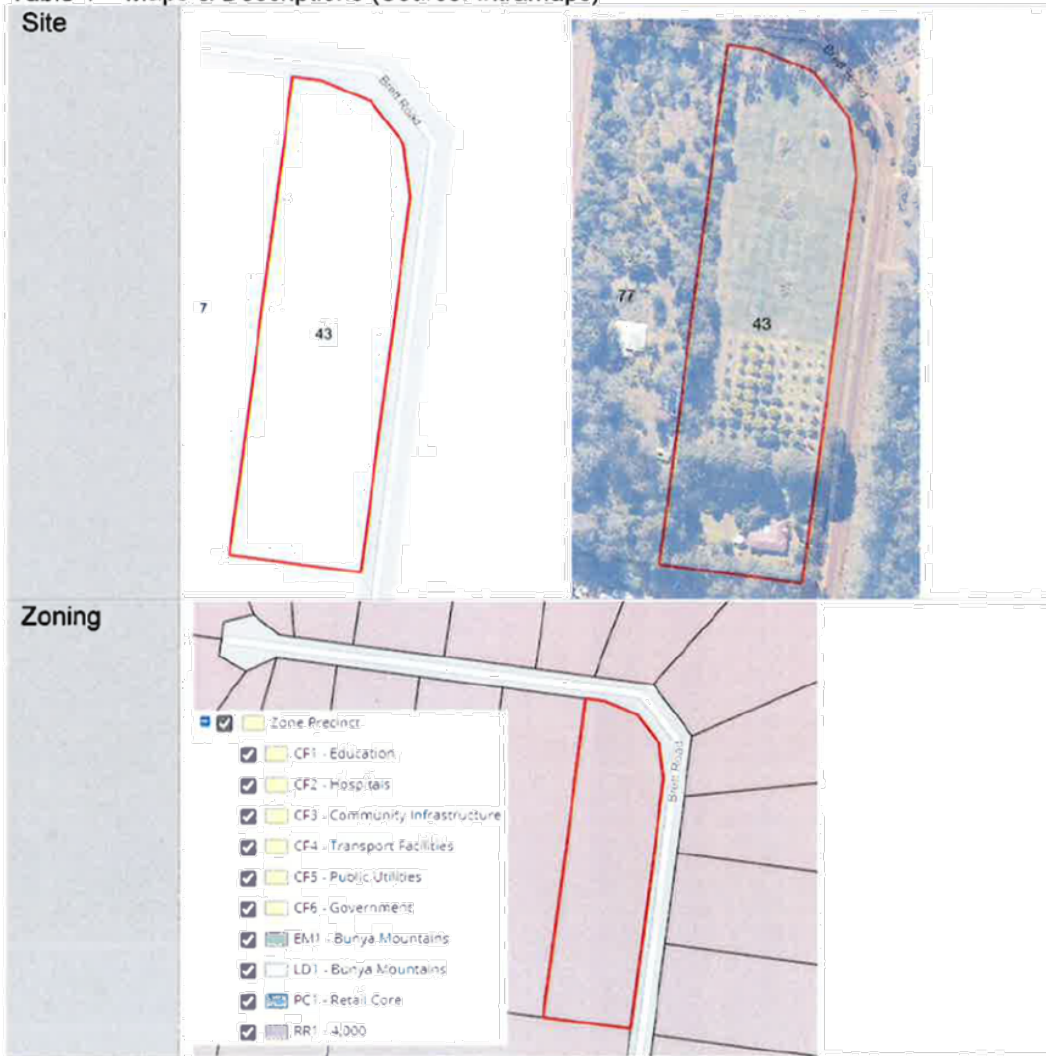 Site
Brett Road
7
43
Brett Road
77
43
Zoning
Zone Precinct
CF1 - Education
CF2 - Hospitals
CF3 - Community Infrastructure
CF4 - Transport Facilities
CF5 - Public Utilities
CF6 - Government
EM1 - Bunya Mountains
LD1 - Bunya Mountains
PC1 - Retail Core
RR1 - 4,000
Brett Road